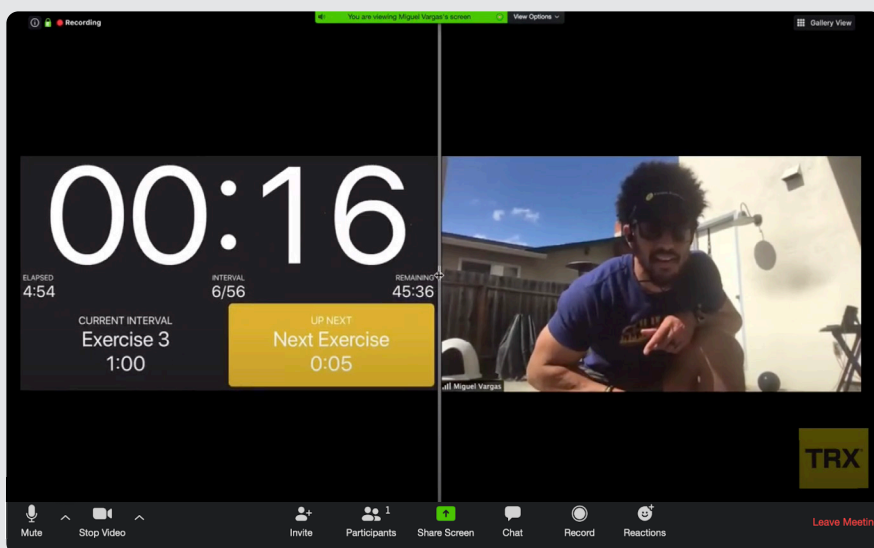 Recording
You are viewing Miguel Vargas's screen
View Options
Gallery View
00:16
ELAPSED
4:54
INTERVAL
6/56
REMAINING
45:36
CURRENT INTERVAL
Exercise 3
1:00
UP NEXT
Next Exercise
0:05
Miguel Vargas
TRX
Mute
Stop Video
Invite
Participants
1
Share Screen
Chat
Record
Reactions
Leave Meetin